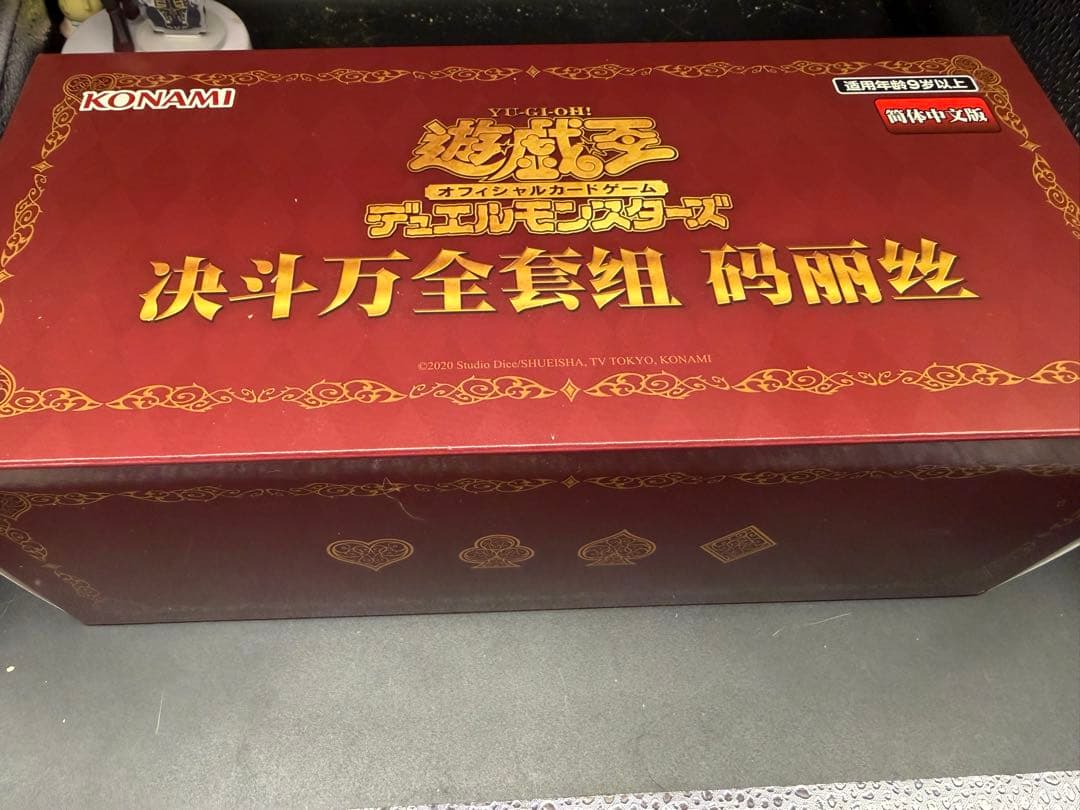 KONAMI
适用年龄9岁以上
简体中文版
YU-GI-OH!
遊戯王
オフィシャルカードゲーム
デュエルモンスターズ
决斗万全套组 码丽丝
©2020 Studio Dice/SHUEISHA, TV TOKYO, KONAMI